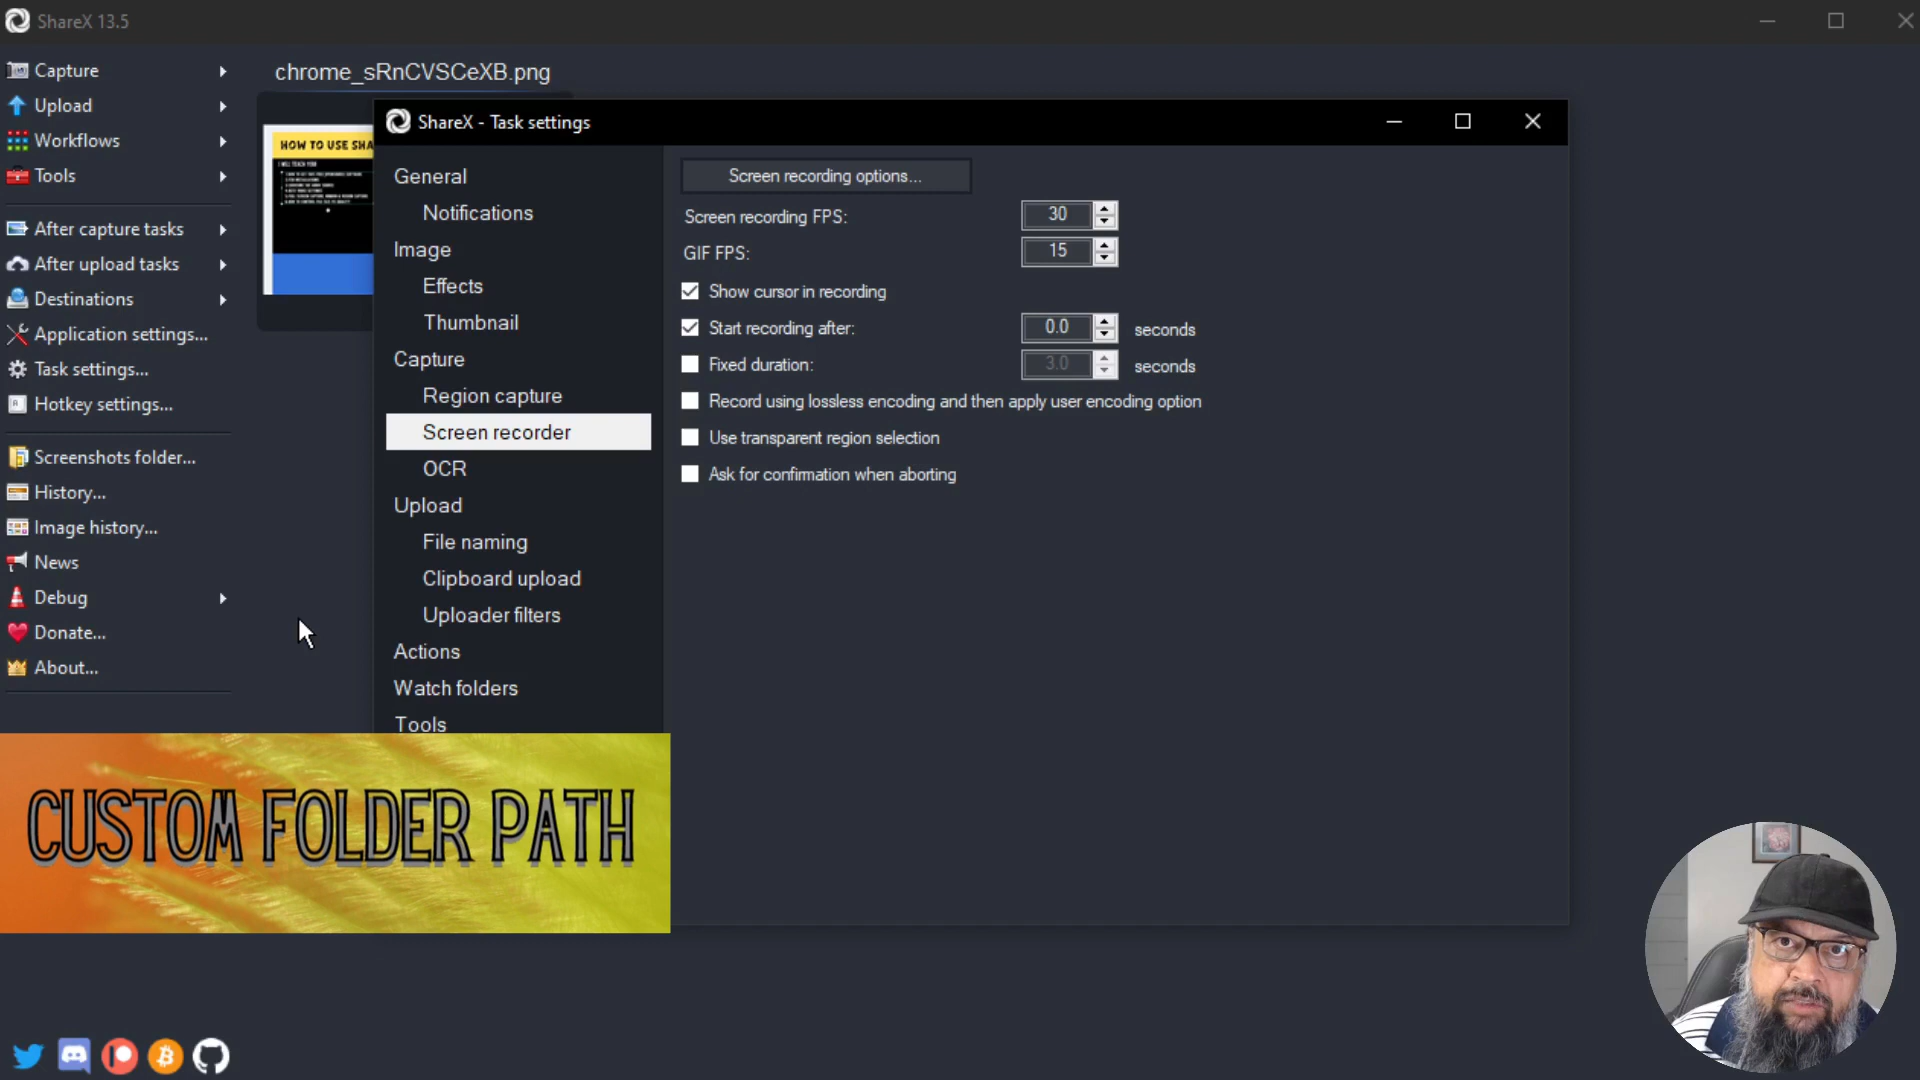 ShareX 13.5
Capture
Upload
Workflows
Tools
After capture tasks
After upload tasks
Destinations
Application settings...
Task settings...
Hotkey settings...
Screenshots folder...
History...
Image history...
News
Debug
Donate...
About...
chrome_sRnCVSCeXB.png
HOW TO USE SHA
ShareX - Task settings
General
Notifications
Image
Effects
Thumbnail
Capture
Region capture
Screen recorder
OCR
Upload
File naming
Clipboard upload
Uploader filters
Actions
Watch folders
Tools
Screen recording options...
Screen recording FPS: 30
GIF FPS: 15
Show cursor in recording
Start recording after: 0.0 seconds
Fixed duration: 3.0 seconds
Record using lossless encoding and then apply user encoding option
Use transparent region selection
Ask for confirmation when aborting
CUSTOM FOLDER PATH